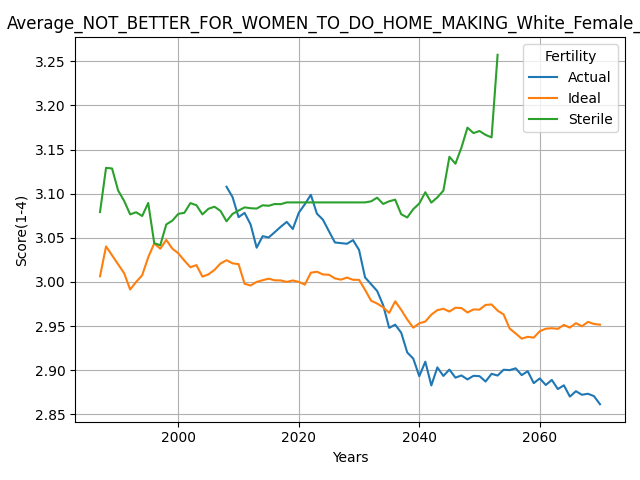 Average_NOT_BETTER_FOR_WOMEN_TO_DO_HOME_MAKING_White_Female_
3.25
3.20
3.15
3.10
3.05
3.00
2.95
2.90
2.85
Score(1-4)
Fertility
Actual
Ideal
Sterile
2000
2020
2040
2060
Years